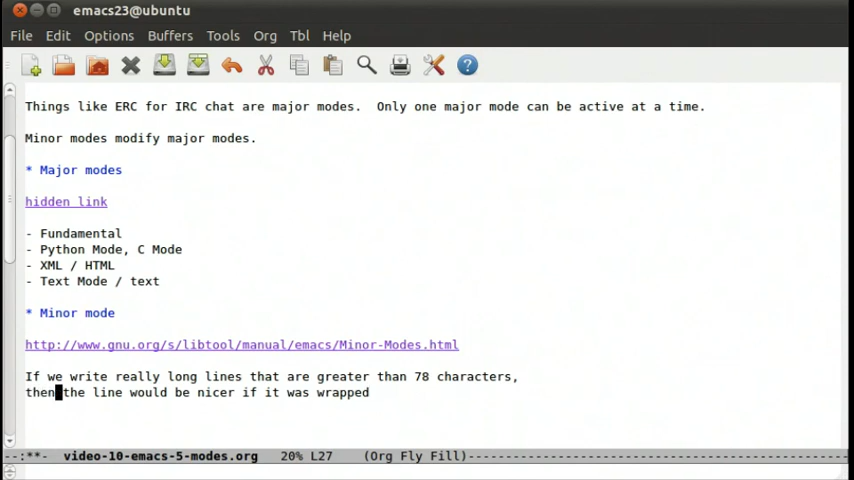 emacs23@ubuntu
File Edit Options Buffers Tools Org Tbl Help
Things like ERC for IRC chat are major modes.  Only one major mode can be active at a time.
Minor modes modify major modes.
* Major modes
hidden link
- Fundamental
- Python Mode, C Mode
- XML / HTML
- Text Mode / text
* Minor mode
http://www.gnu.org/s/libtool/manual/emacs/Minor-Modes.html
If we write really long lines that are greater than 78 characters,
then the line would be nicer if it was wrapped
--:**-  video-10-emacs-5-modes.org   20% L27    (Org Fly Fill)--------------------------------------------------